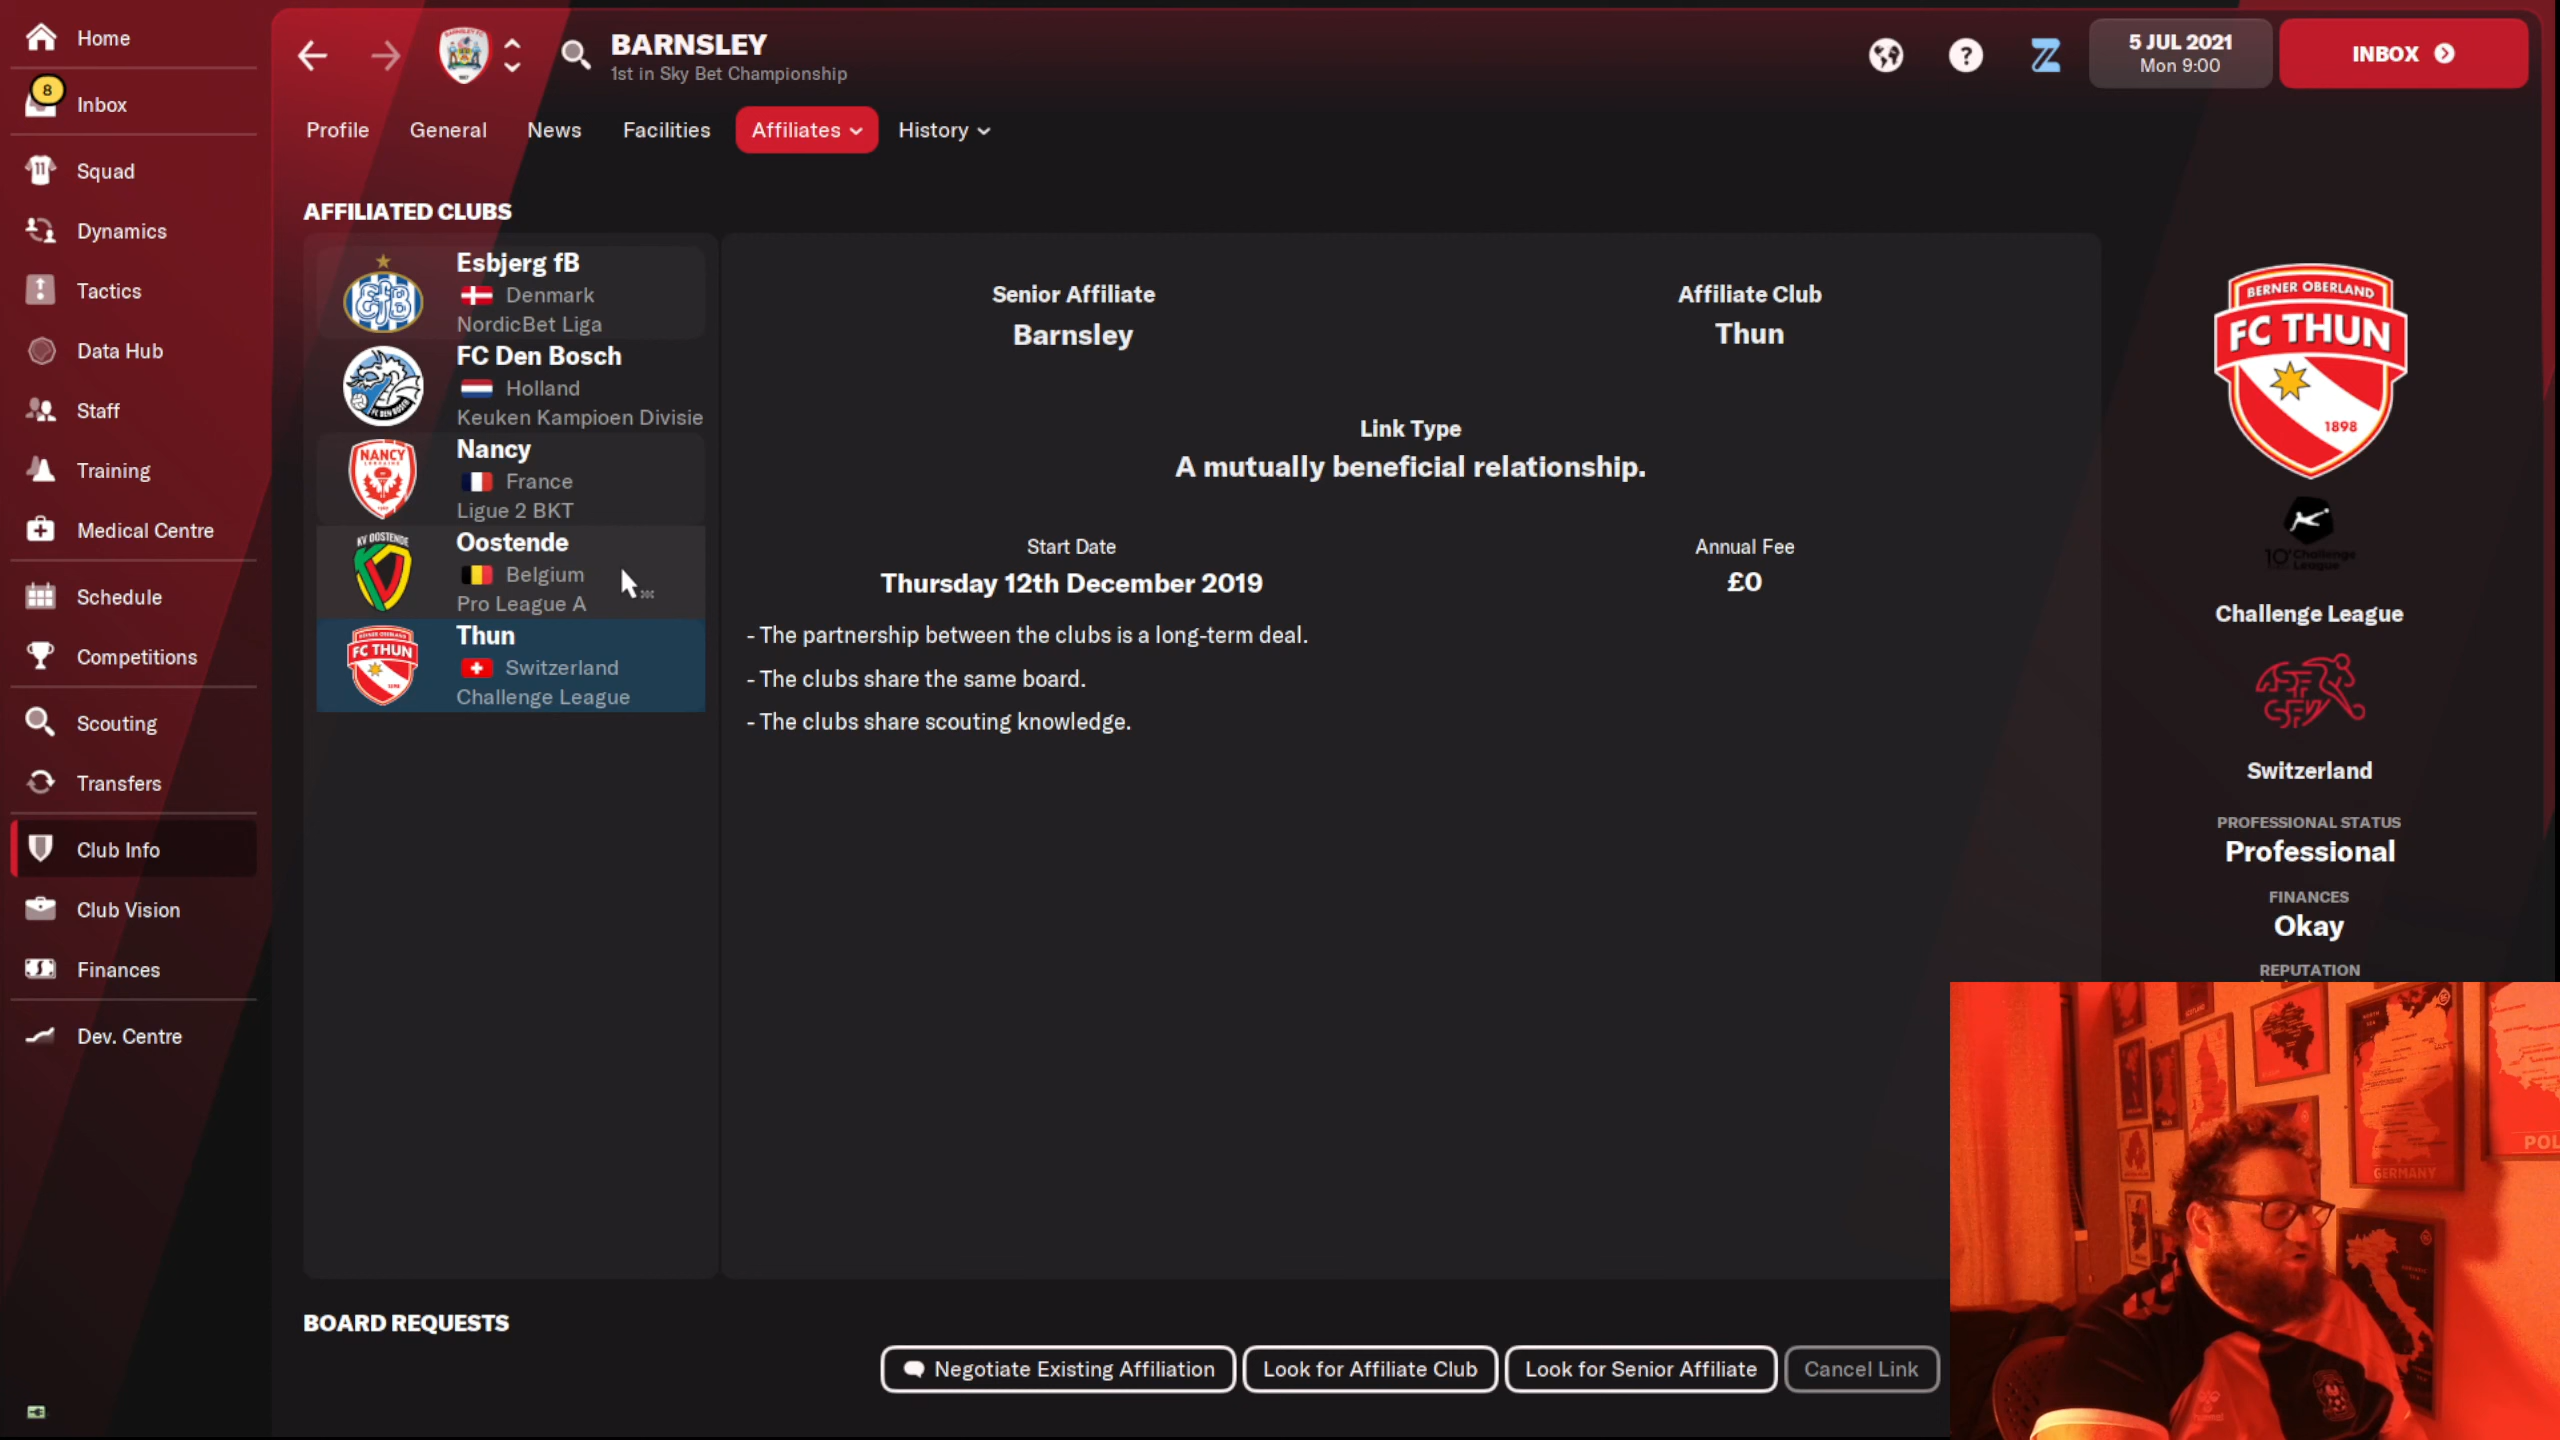 Home
Inbox
8
Squad
Dynamics
Tactics
Data Hub
Staff
Training
Medical Centre
Schedule
Competitions
Scouting
Transfers
Club Info
Club Vision
Finances
Dev. Centre
BARNSLEY
1st in Sky Bet Championship
5 JUL 2021
Mon 9:00
INBOX
Profile
General
News
Facilities
Affiliates
History
AFFILIATED CLUBS
Esbjerg fB
Denmark
NordicBet Liga
FC Den Bosch
Holland
Keuken Kampioen Divisie
NANCY
Nancy
France
Ligue 2 BKT
KV OOSTENDE
Oostende
Belgium
Pro League A
FC THUN
Thun
Switzerland
Challenge League
Senior Affiliate
Barnsley
Affiliate Club
Thun
Link Type
A mutually beneficial relationship.
Start Date
Thursday 12th December 2019
Annual Fee
£0
- The partnership between the clubs is a long-term deal.
- The clubs share the same board.
- The clubs share scouting knowledge.
BERNER OBERLAND
FC THUN
1898
Challenge League
Switzerland
PROFESSIONAL STATUS
Professional
FINANCES
Okay
REPUTATION
BOARD REQUESTS
Negotiate Existing Affiliation
Look for Affiliate Club
Look for Senior Affiliate
Cancel Link
GERMANY
POL